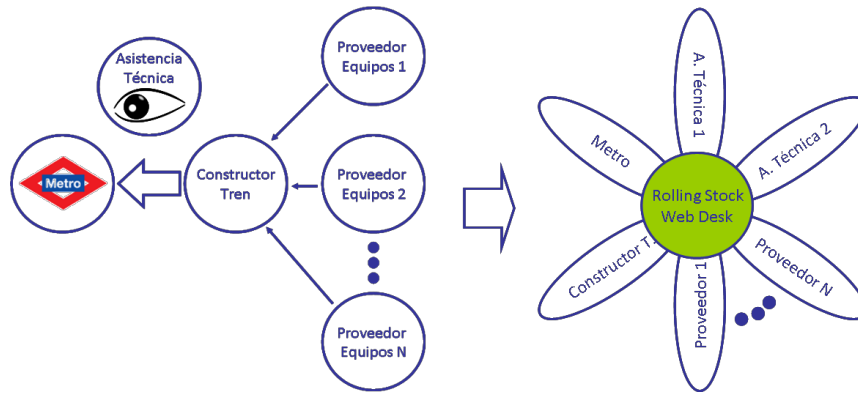 Asistencia
Técnica
Metro
Constructor
Tren
Proveedor
Equipos 1
Proveedor
Equipos 2
Proveedor
Equipos N
A. Técnica 1
A. Técnica 2
Metro
Rolling Stock
Web Desk
Constructor T.
Proveedor 1
Proveedor N